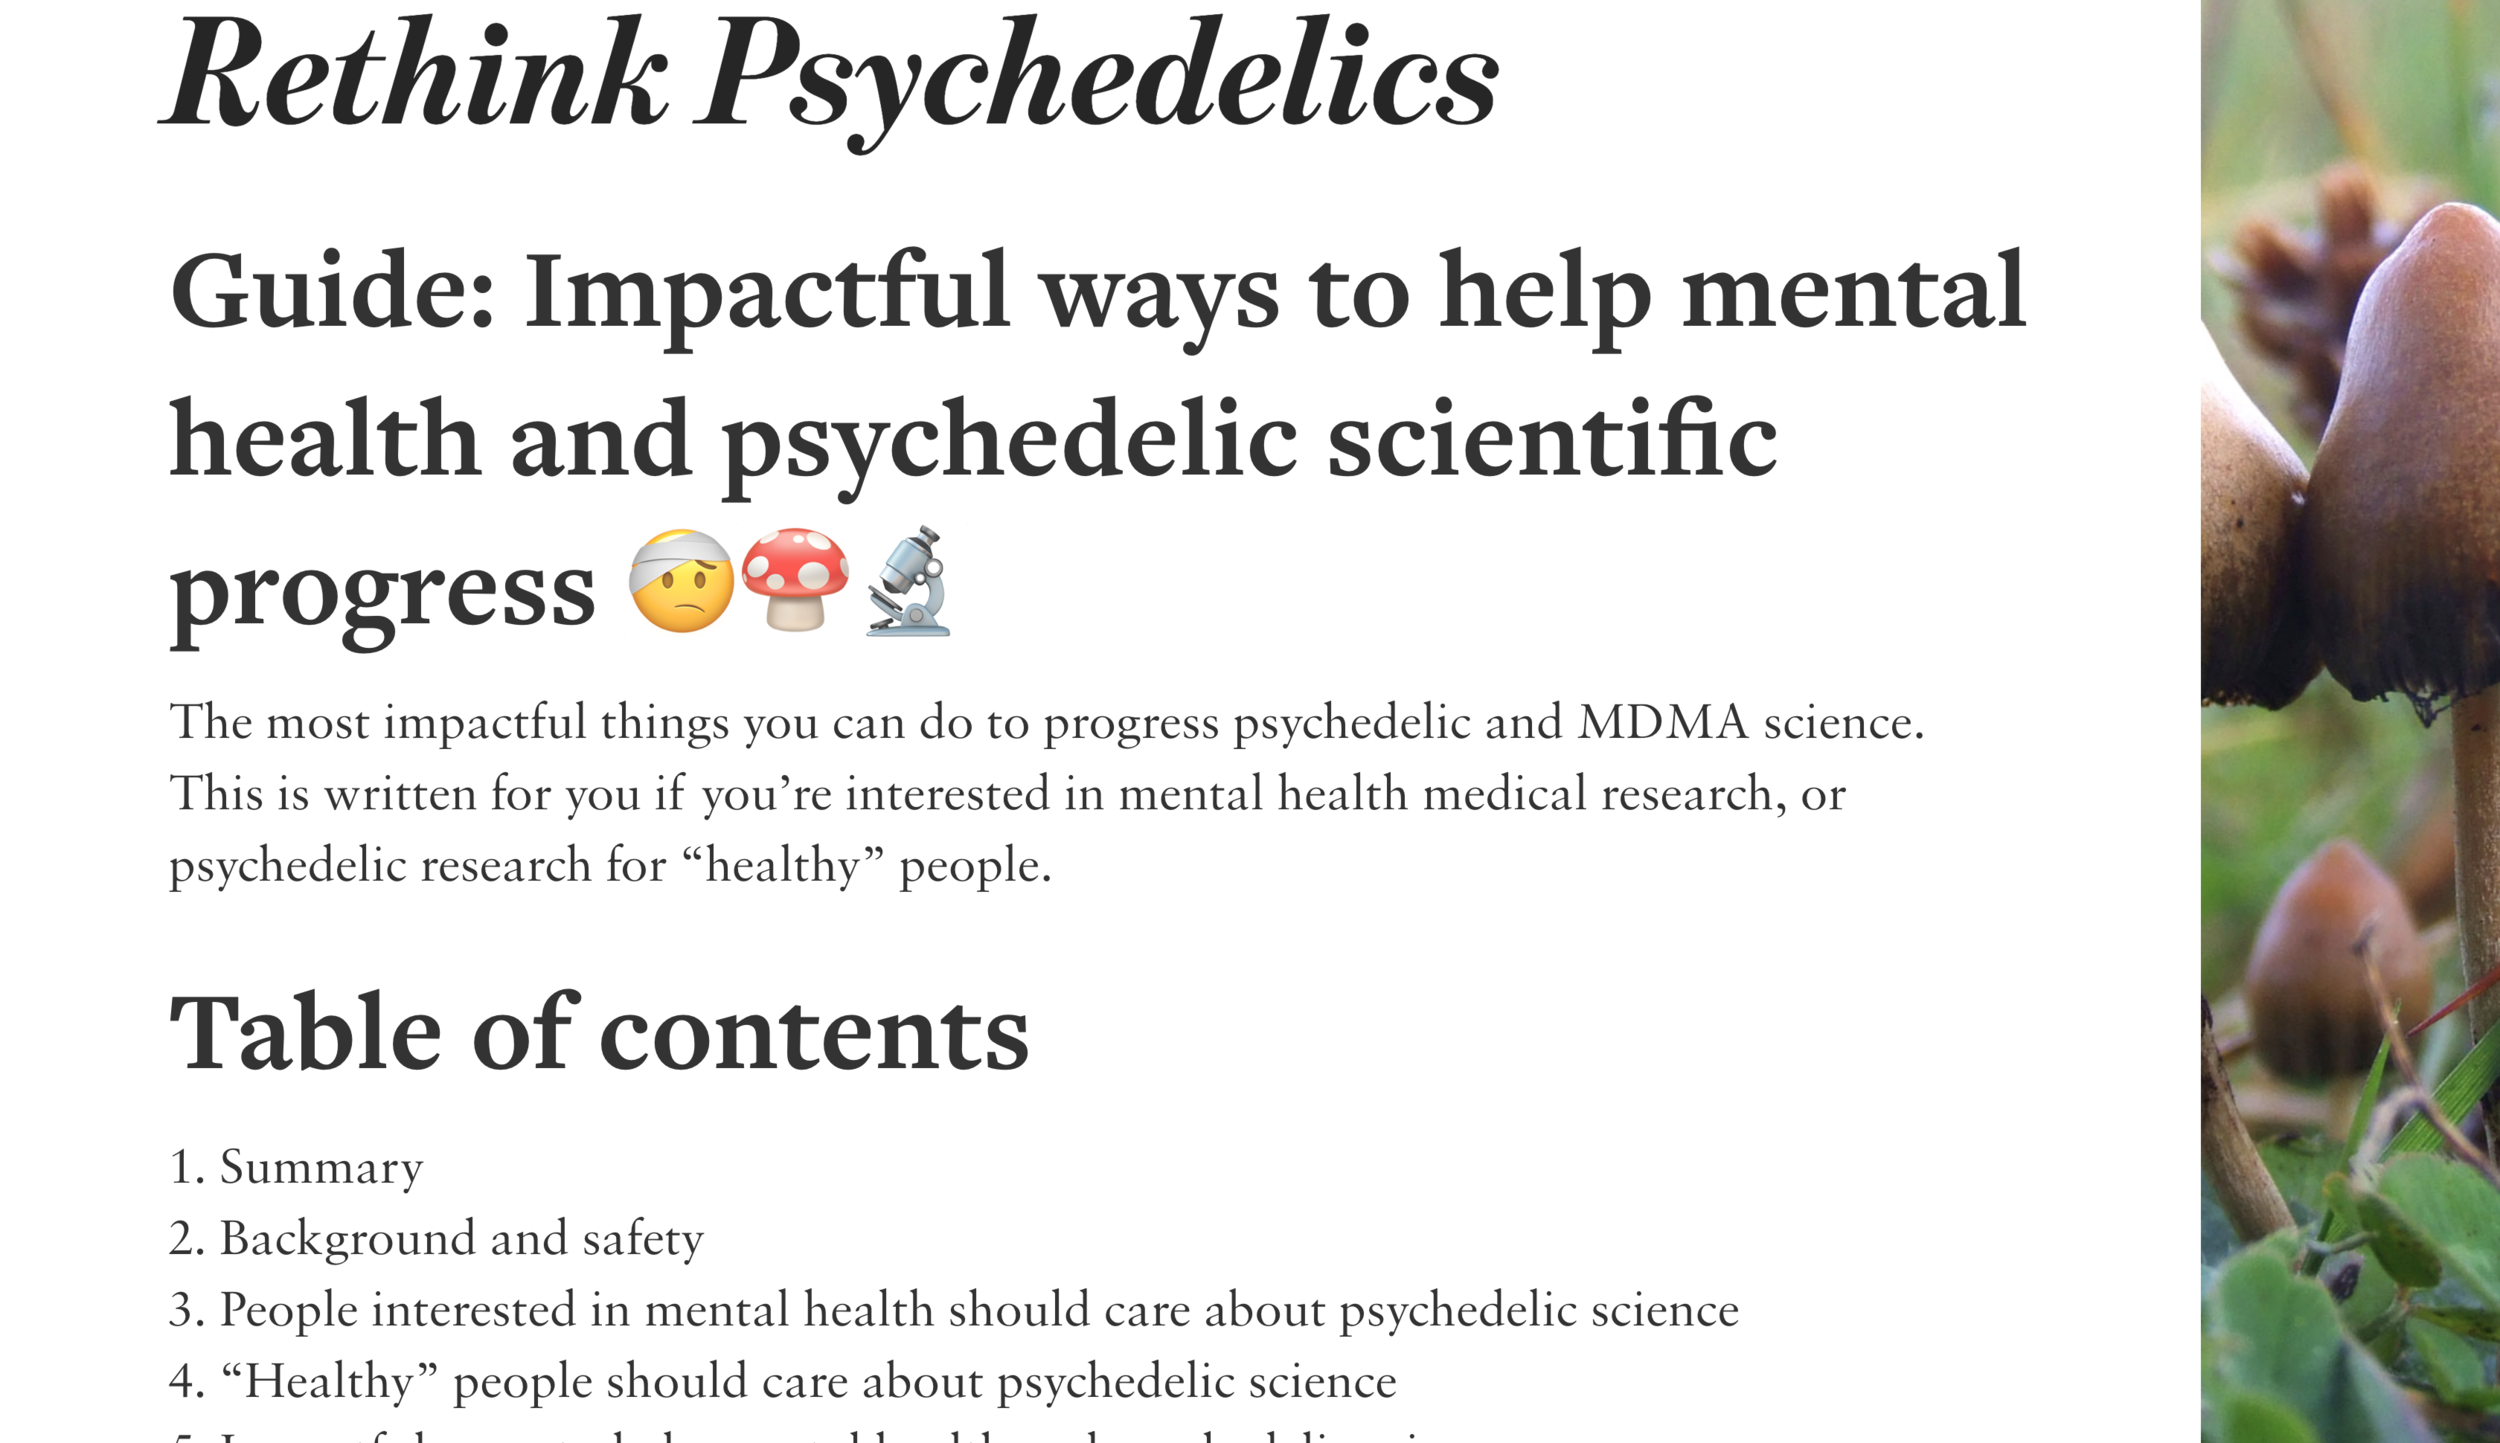 Rethink Psychedelics
Guide: Impactful ways to help mental
health and psychedelic scientific
progress 🤕🍄🔬
The most impactful things you can do to progress psychedelic and MDMA science.
This is written for you if you’re interested in mental health medical research, or
psychedelic research for “healthy” people.
Table of contents
1. Summary
2. Background and safety
3. People interested in mental health should care about psychedelic science
4. “Healthy” people should care about psychedelic science